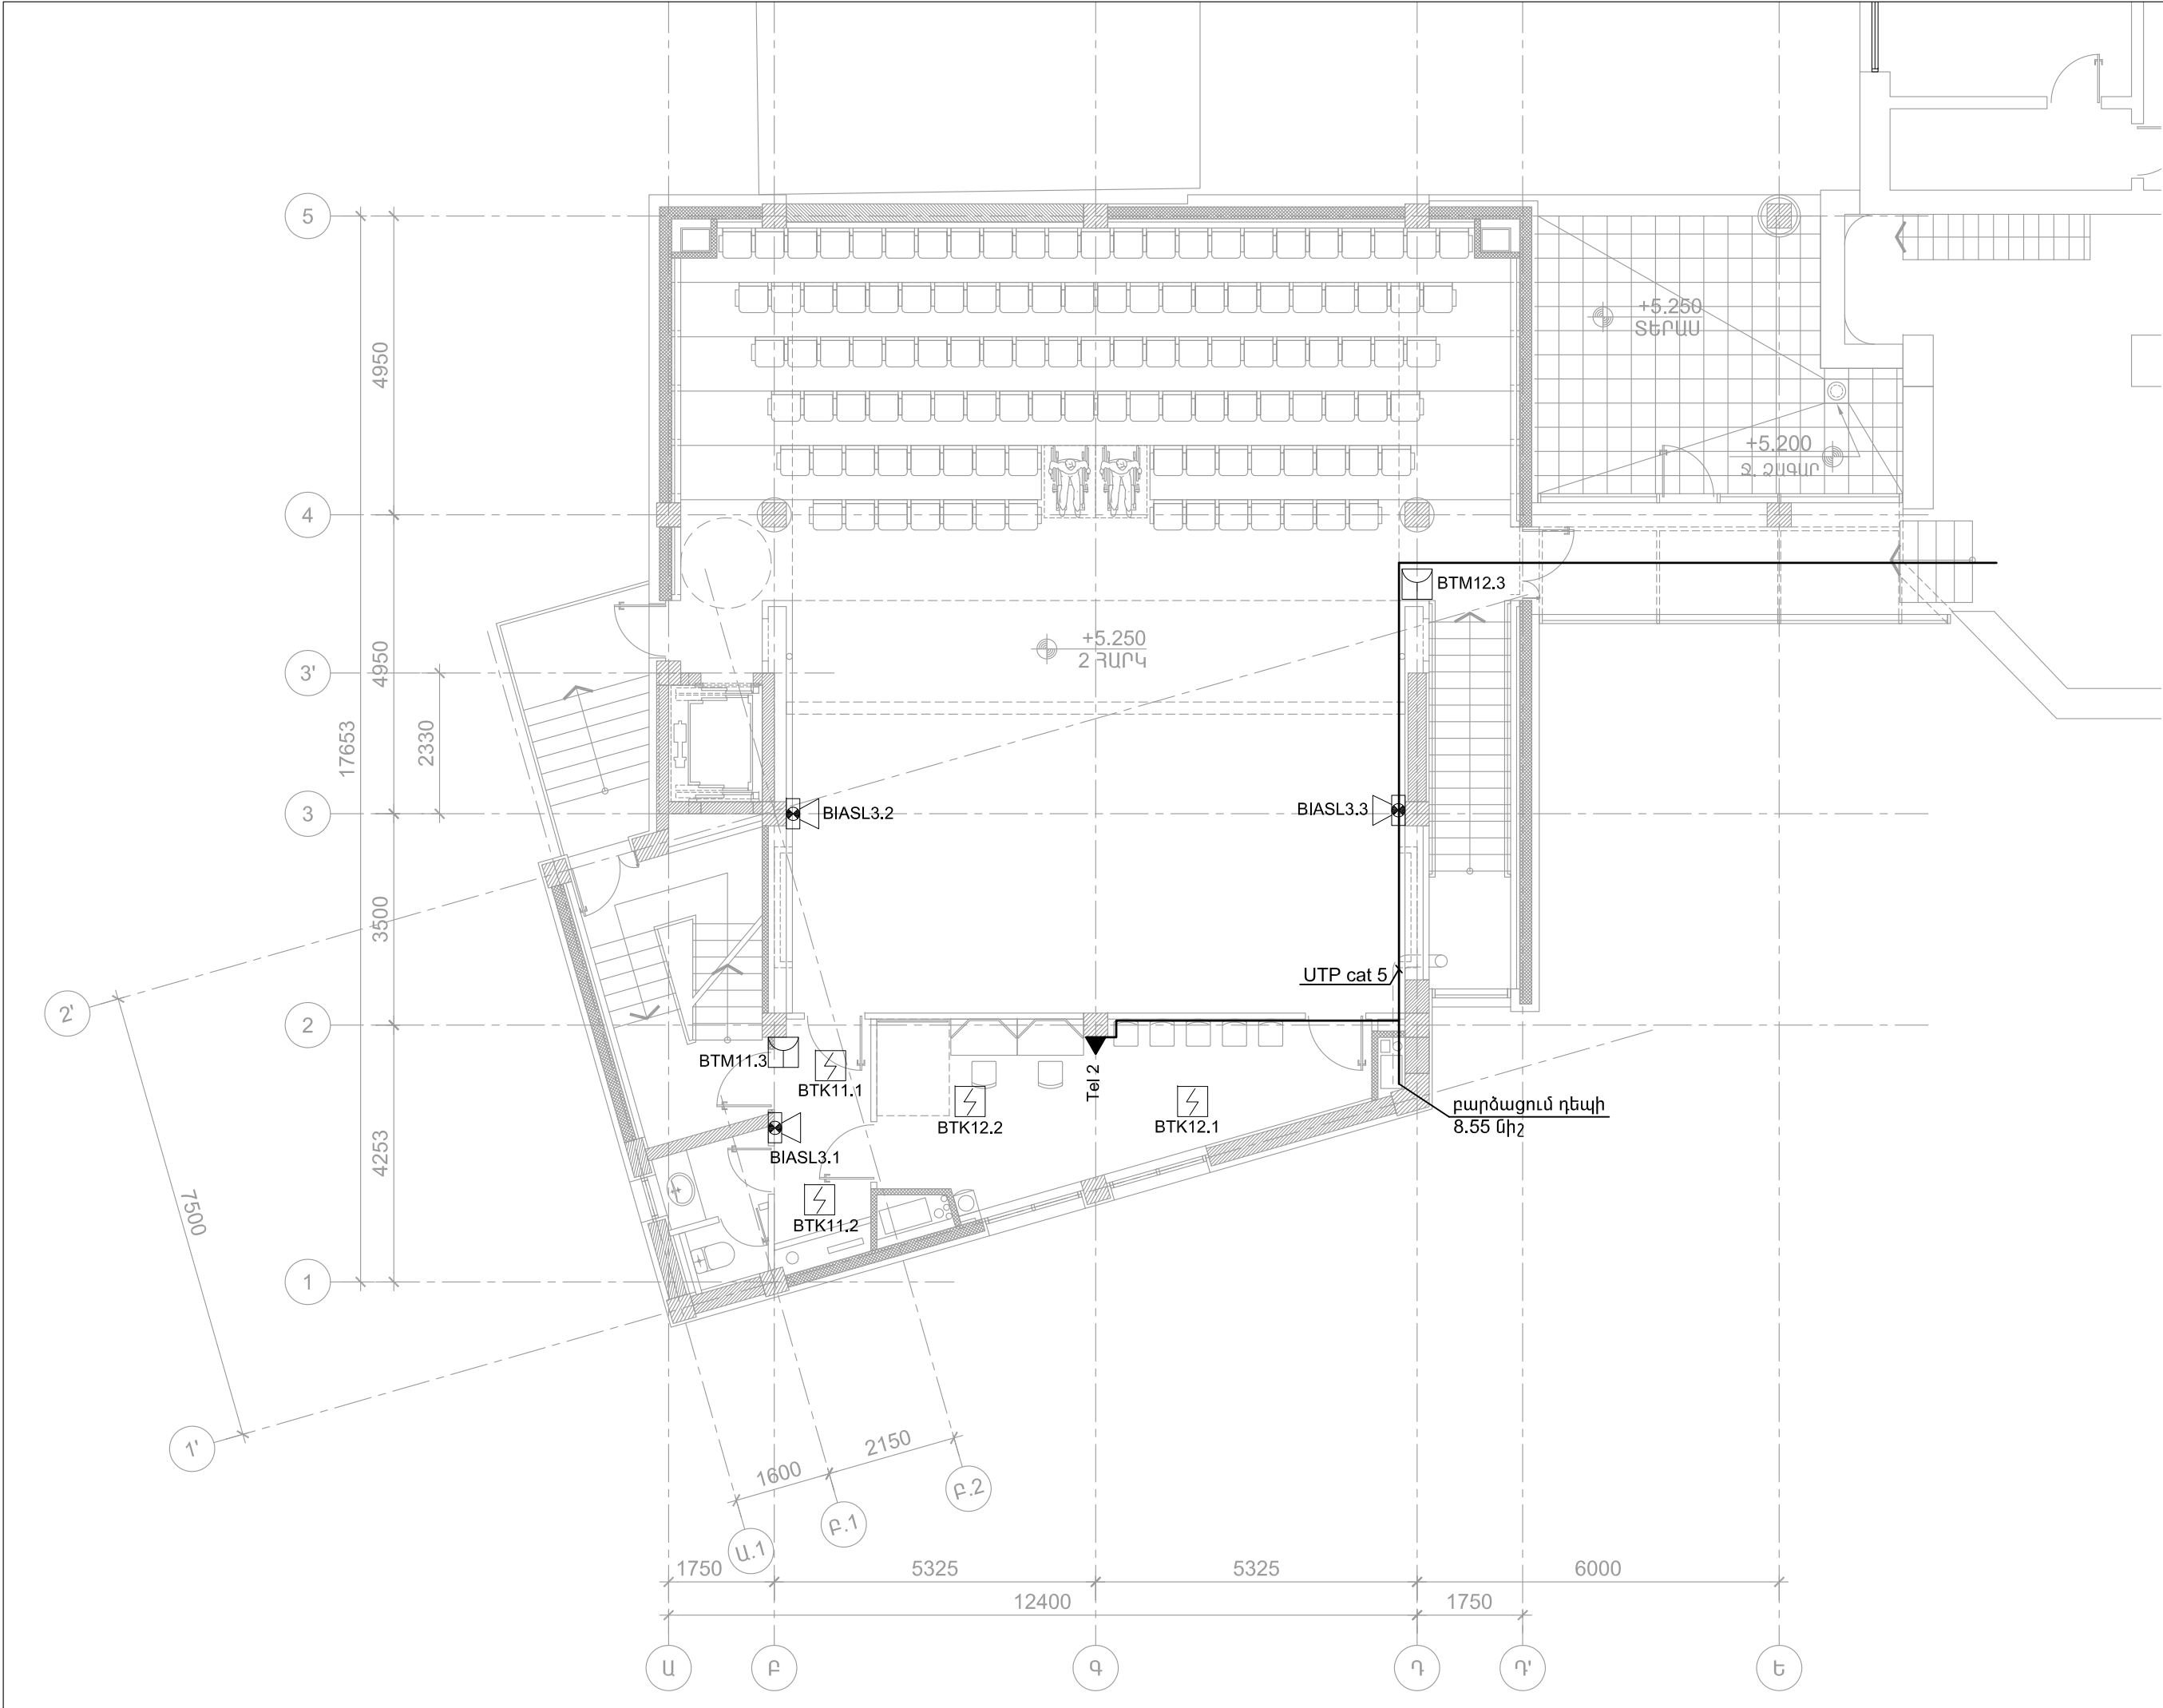 5
4950
+5.250
ՏԵՐԱՍ
+5.200
Ջ. ՁԱԳԱՐ
4
BTM12.3
+5.250
2 ՀԱՐԿ
3'
4950
17653
2330
3
BIASL3.2
BIASL3.3
3500
UTP cat 5
2'
2
BTM11.3
BTK11.1
Tel 2
BTK12.2
BTK12.1
բարձացում դեպի
8.55 նիշ
4253
BIASL3.1
7500
BTK11.2
1
1'
2150
1600
Բ.2
Բ.1
Ա.1
1750
5325
5325
6000
12400
1750
Ա
Բ
Գ
Դ
Դ'
Ե